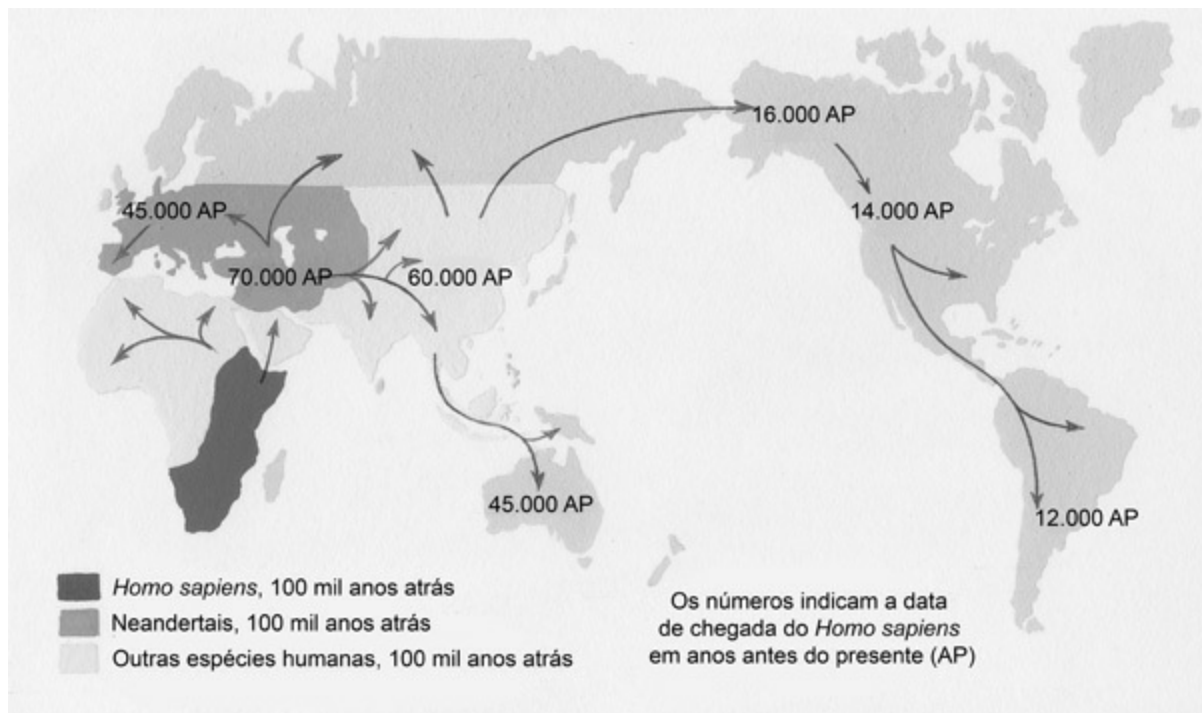 16.000 AP
45.000 AP
14.000 AP
70.000 AP
60.000 AP
45.000 AP
12.000 AP
Homo sapiens, 100 mil anos atrás
Neandertais, 100 mil anos atrás
Outras espécies humanas, 100 mil anos atrás
Os números indicam a data
de chegada do Homo sapiens
em anos antes do presente (AP)